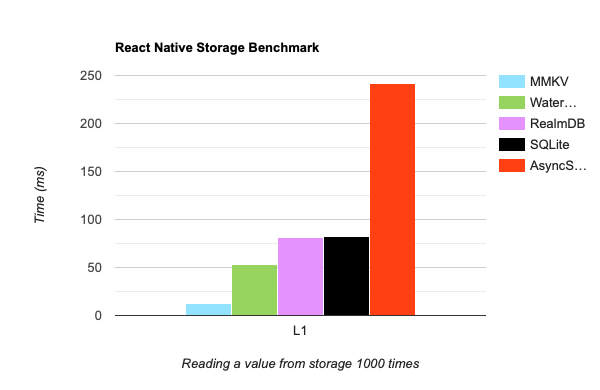 React Native Storage Benchmark
250
200
150
100
50
0
Time (ms)
L1
Reading a value from storage 1000 times
MMKV
Water...
RealmDB
SQLite
AsyncS...